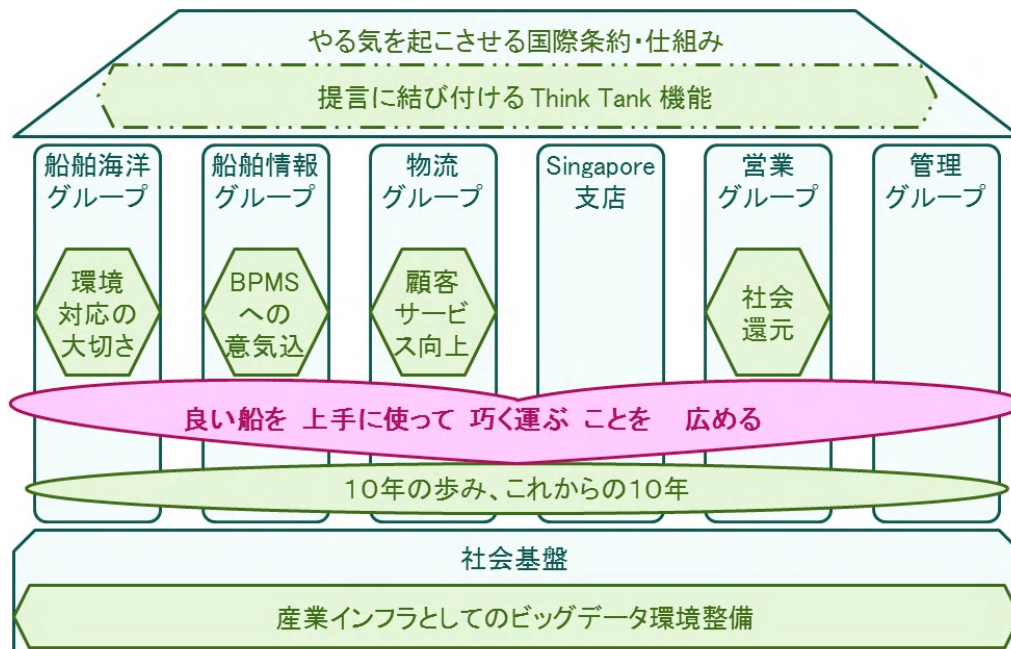 やる気を起こさせる国際条約・仕組み
提言に結び付ける Think Tank 機能
船舶海洋
グループ
船舶情報
グループ
物流
グループ
Singapore
支店
営業
グループ
管理
グループ
環境
対応の
大切さ
BPMS
への
意気込
顧客
サービ
ス向上
社会
還元
良い船を 上手に使って 巧く運ぶ ことを 広める
10年の歩み、これからの10年
社会基盤
産業インフラとしてのビッグデータ環境整備